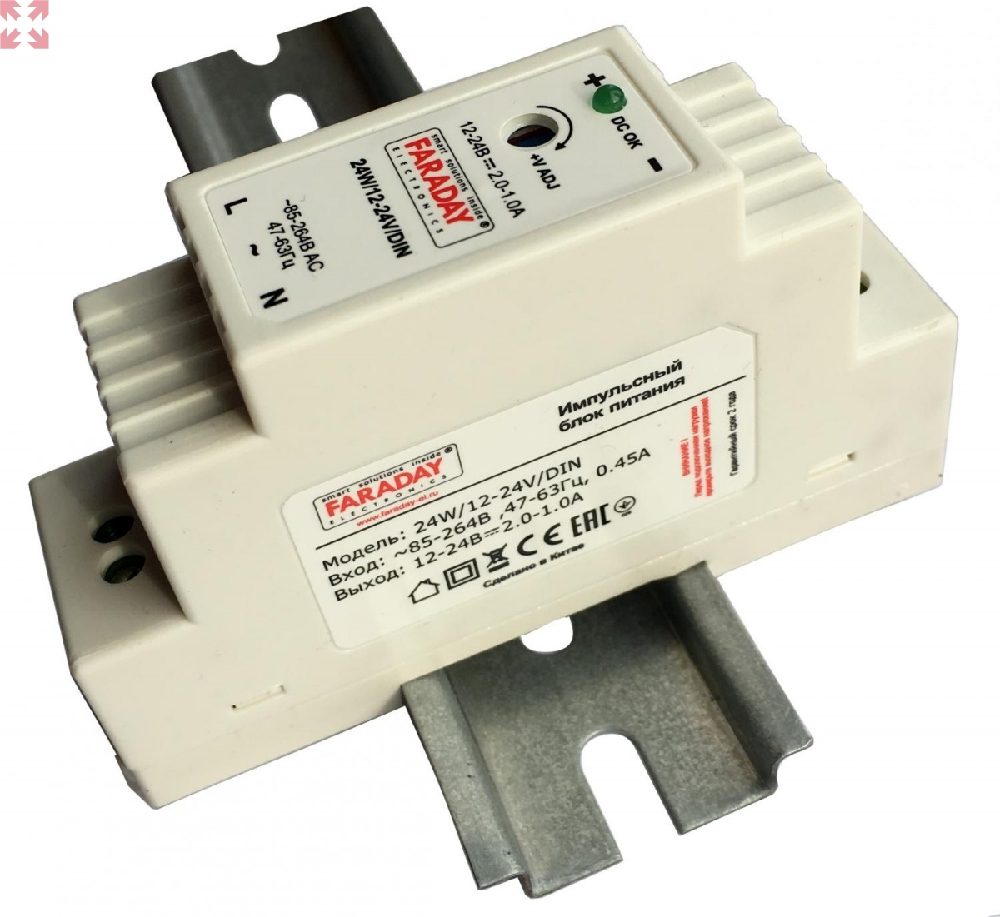 +
DC OK
-
+V ADJ
12-24В⎓2.0-1.0А
smart solutions inside®
FARADAY
ELECTRONICS
24W/12-24V/DIN
~85-264В AC
47-63Гц
L
~
N
Импульсный
блок питания
smart solutions inside®
FARADAY
ELECTRONICS
www.faraday-el.ru
Модель: 24W/12-24V/DIN
Вход: ~85-264В ,47-63Гц, 0.45А
Выход: 12-24В⎓2.0-1.0А
CE EAC
Сделано в Китае
ВНИМАНИЕ!
Гарантийный срок 2 года